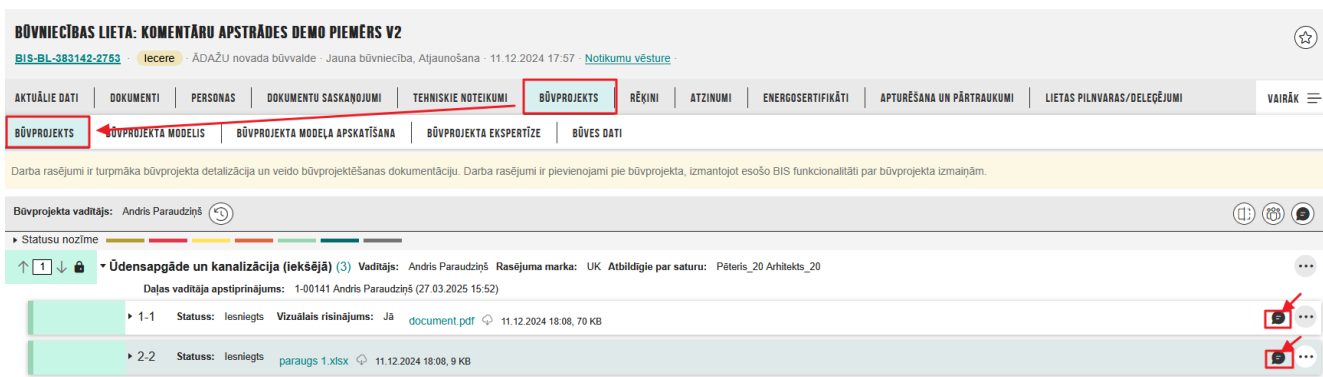 BŪVNIECĪBAS LIETA: KOMENTĀRU APSTRĀDES DEMO PIEMĒRS V2
BIS-BL-383142-2753 · Iecere · ĀDAŽU novada būvvalde · Jauna būvniecība, Atjaunošana · 11.12.2024 17:57 · Notikumu vēsture ·
AKTUĀLIE DATI DOKUMENTI PERSONAS DOKUMENTU SASKAŅOJUMI TEHNISKIE NOTEIKUMI BŪVPROJEKTS RĒĶINI ATZINUMI ENERGOSERTIFIKĀTI APTURĒŠANA UN PĀRTRAUKUMI LIETAS PILNVARAS/DELEĢĒJUMI VAIRĀK
BŪVPROJEKTS BŪVPROJEKTA MODELIS BŪVPROJEKTA MODEĻA APSKATĪŠANA BŪVPROJEKTA EKSPERTĪZE BŪVES DATI
Darba rasējumi ir turpmāka būvprojekta detalizācija un veido būvprojektēšanas dokumentāciju. Darba rasējumi ir pievienojami pie būvprojekta, izmantojot esošo BIS funkcionalitāti par būvprojekta izmaiņām.
Būvprojekta vadītājs: Andris Paraudziņš
Statusu nozīme
1 Ūdensapgāde un kanalizācija (iekšējā) (3) Vadītājs: Andris Paraudziņš Rasējuma marka: UK Atbildīgie par saturu: Pēteris_20 Arhitekts_20
Daļas vadītāja apstiprinājums: 1-00141 Andris Paraudziņš (27.03.2025 15:52)
1-1 Statuss: Iesniegts Vizuālais risinājums: Jā document.pdf 11.12.2024 18:08, 70 KB
2-2 Statuss: Iesniegts paraugs 1.xlsx 11.12.2024 18:08, 9 KB